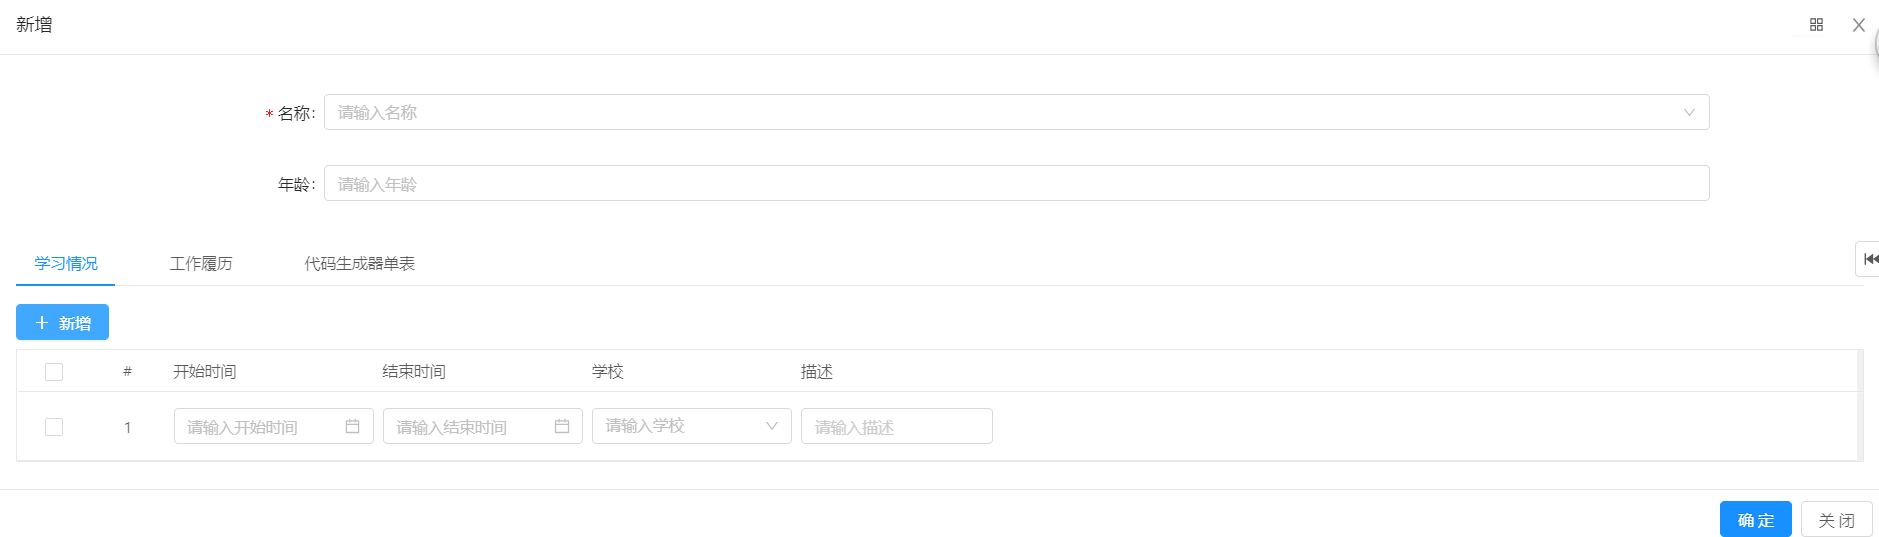 新增
* 名称:
请输入名称
年龄:
请输入年龄
学习情况 工作履历 代码生成器单表
+ 新增
# 开始时间 结束时间 学校 描述
1 请输入开始时间 请输入结束时间 请输入学校 请输入描述
确 定 关 闭